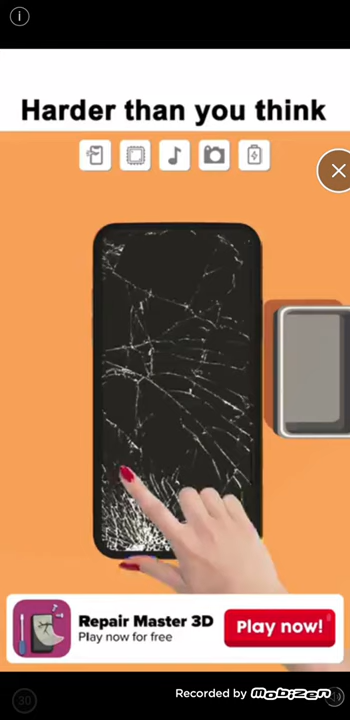 Harder than you think
Repair Master 3D
Play now for free
Play now!
30
Recorded by MOBIZEN